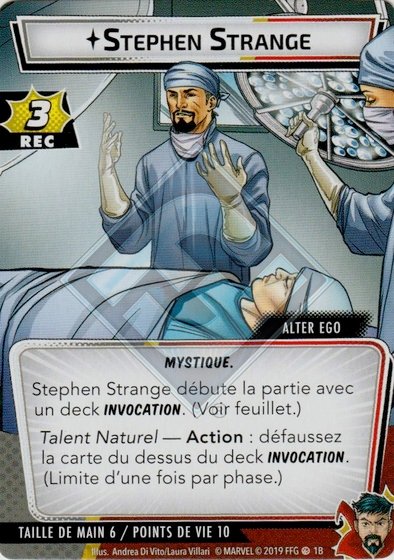 STEPHEN STRANGE
3
REC
ALTER EGO
MYSTIQUE.
Stephen Strange débute la partie avec
un deck INVOCATION. (Voir feuillet.)
Talent Naturel — Action : défaussez
la carte du dessus du deck INVOCATION.
(Limite d'une fois par phase.)
TAILLE DE MAIN 6 / POINTS DE VIE 10
Illus. Andrea Di Vito/Laura Villari © MARVEL © 2019 FFG 1B